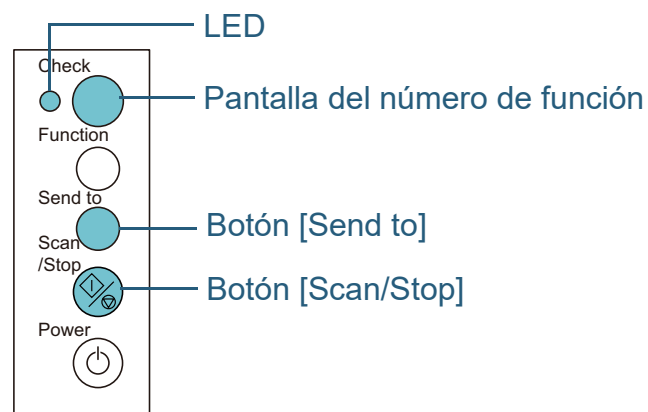 LED
Check
Pantalla del número de función
Function
Send to
Botón [Send to]
Scan
/Stop
Botón [Scan/Stop]
Power